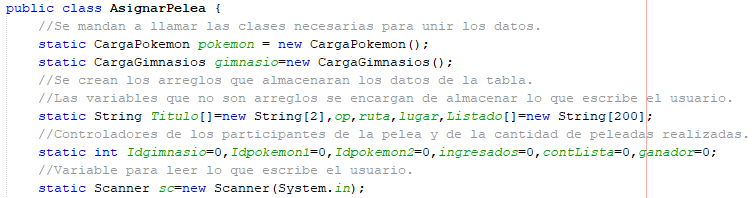 public class AsignarPelea {
//Se mandan a llamar las clases necesarias para unir los datos.
static CargaPokemon pokemon = new CargaPokemon();
static CargaGimnasios gimnasio=new CargaGimnasios();
//Se crean los arreglos que almacenaran los datos de la tabla.
//Las variables que no son arreglos se encargan de almacenar lo que escribe el usuario.
static String Titulo[]=new String[2],op,ruta,lugar,Listado[]=new String[200];
//Controladores de los participantes de la pelea y de la cantidad de peleadas realizadas.
static int Idgimnasio=0,Idpokemon1=0,Idpokemon2=0,ingresados=0,contLista=0,ganador=0;
//Variable para leer lo que escribe el usuario.
static Scanner sc=new Scanner(System.in);